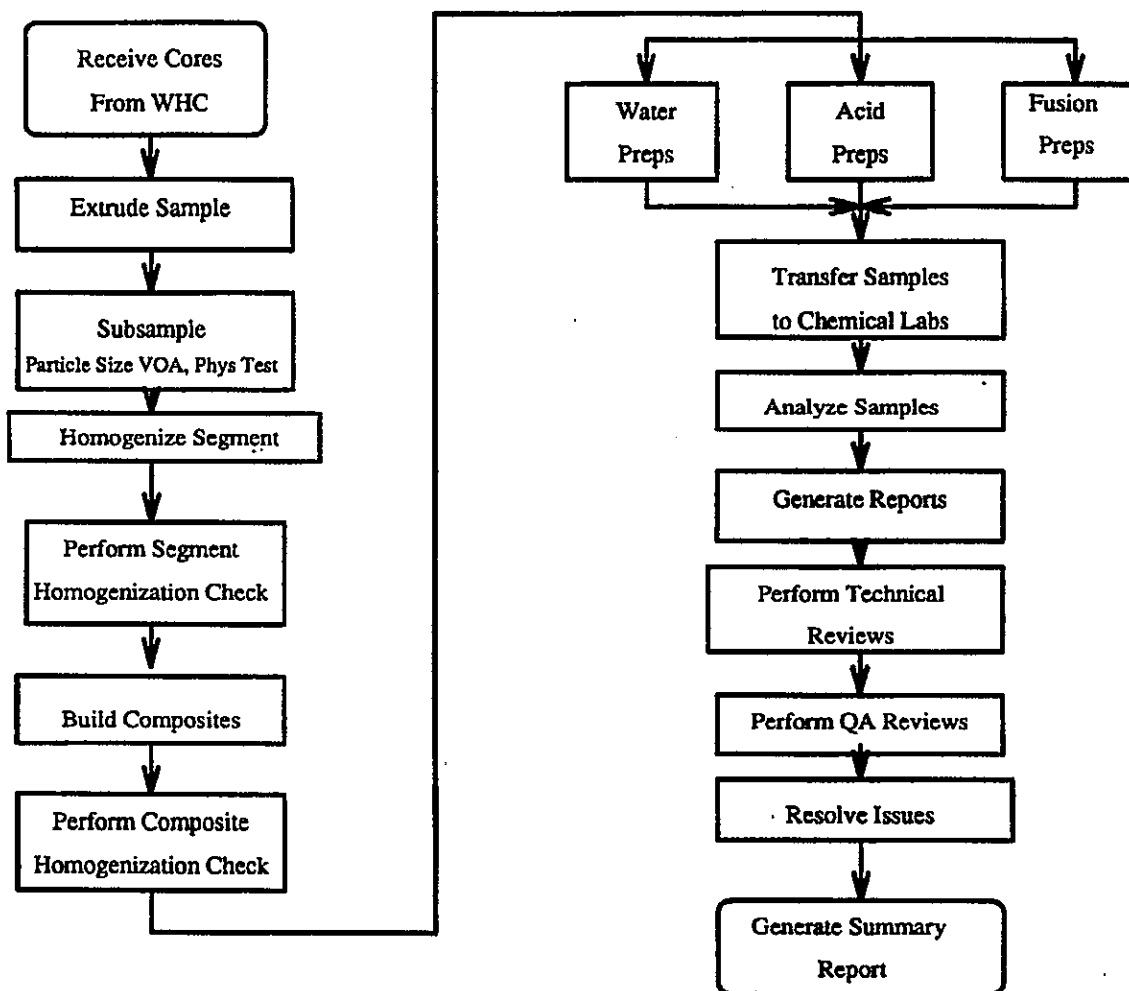 Receive Cores
From WHC
Extrude Sample
Subsample
Particle Size VOA, Phys Test
Homogenize Segment
Perform Segment
Homogenization Check
Build Composites
Perform Composite
Homogenization Check
Water
Preps
Acid
Preps
Fusion
Preps
Transfer Samples
to Chemical Labs
Analyze Samples
Generate Reports
Perform Technical
Reviews
Perform QA Reviews
Resolve Issues
Generate Summary
Report